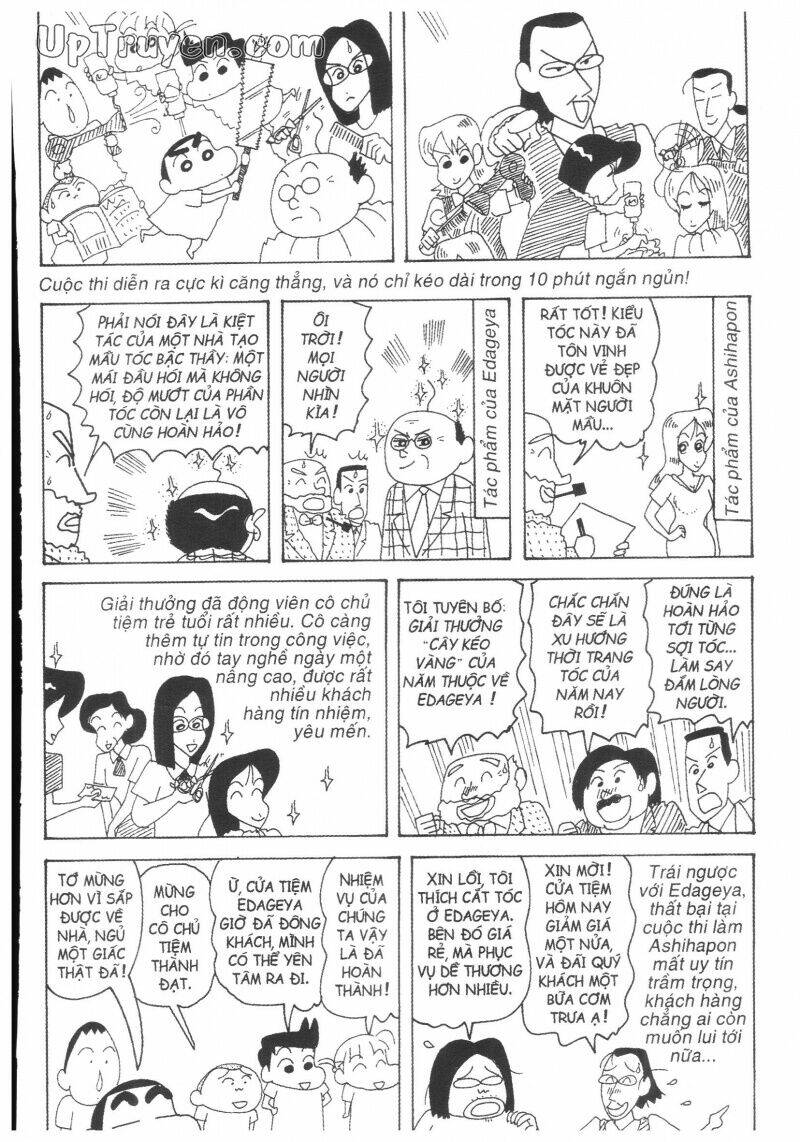 UpTruyen.com
Cuộc thi diễn ra cực kì căng thẳng, và nó chỉ kéo dài trong 10 phút ngắn ngủi!
Tác phẩm của Ashihapon
RẤT TỐT! KIỂU
TÓC NÀY ĐÃ
TÔN VINH
ĐƯỢC VẺ ĐẸP
CỦA KHUÔN
MẶT NGƯỜI
MẪU...
Tác phẩm của Edageya
ÔI
TRỜI!
MỌI
NGƯỜI
NHÌN
KÌA!
PHẢI NÓI ĐÂY LÀ KIỆT
TÁC CỦA MỘT NHÀ TẠO
MẪU TÓC BẬC THẦY: MỘT
MÁI ĐẦU HÓI MÀ KHÔNG
HÓI, ĐỘ MƯỚT CỦA PHẦN
TÓC CÒN LẠI LÀ VÔ
CÙNG HOÀN HẢO!
ĐÚNG LÀ
HOÀN HẢO
TỚI TỪNG
SỢI TÓC...
LÀM SAY
ĐẮM LÒNG
NGƯỜI.
CHẮC CHẮN
ĐÂY SẼ LÀ
XU HƯỚNG
THỜI TRANG
TÓC CỦA
NĂM NAY
RỒI!
TÔI TUYÊN BỐ:
GIẢI THƯỞNG
"CÂY KÉO
VÀNG" CỦA
NĂM THUỘC VỀ
EDAGEYA !
Giải thưởng đã động viên cô chủ
tiệm trẻ tuổi rất nhiều. Cô càng
thêm tự tin trong công việc,
nhờ đó tay nghề ngày một
nâng cao, được rất
nhiều khách
hàng tín nhiệm,
yêu mến.
Trái ngược
với Edageya,
thất bại tại
cuộc thi làm
Ashihapon
mất uy tín
trầm trọng,
khách hàng
chẳng ai còn
muốn lui tới
nữa...
XIN MỜI!
CỬA TIỆM
HÔM NAY
GIẢM GIÁ
MỘT NỬA,
VÀ ĐÃI QUÝ
KHÁCH MỘT
BỮA CƠM
TRƯA Ạ!
XIN LỖI, TÔI
THÍCH CẮT TÓC
Ở EDAGEYA.
BÊN ĐÓ GIÁ
RẺ, MÀ PHỤC
VỤ DỄ THƯƠNG
HƠN NHIỀU.
NHIỆM
VỤ CỦA
CHÚNG
TA VẬY
LÀ ĐÃ
HOÀN
THÀNH!
Ừ, CỬA TIỆM
EDAGEYA
GIỜ ĐÃ ĐÔNG
KHÁCH, MÌNH
CÓ THỂ YÊN
TÂM RA ĐI.
MỪNG
CHO
CÔ CHỦ
TIỆM
THÀNH
ĐẠT.
TỚ MỪNG
HƠN VÌ SẮP
ĐƯỢC VỀ
NHÀ, NGỦ
MỘT GIẤC
THẬT ĐÃ!